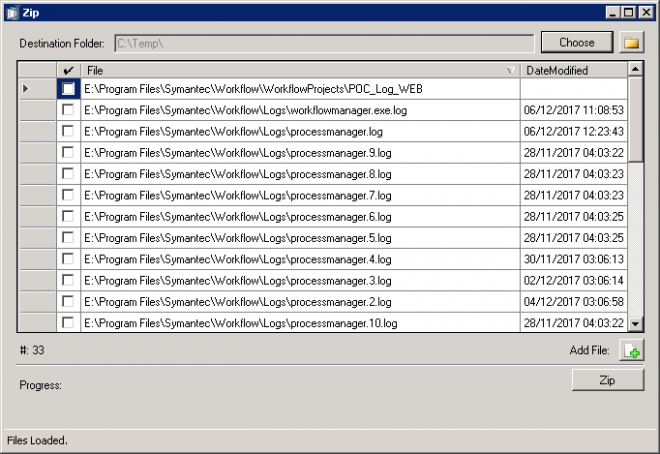 Zip
Destination Folder: C:\Temp\ Choose
✔ File DateModified
E:\Program Files\Symantec\Workflow\WorkflowProjects\POC_Log_WEB
E:\Program Files\Symantec\Workflow\Logs\workflowmanager.exe.log 06/12/2017 11:08:53
E:\Program Files\Symantec\Workflow\Logs\processmanager.log 06/12/2017 12:23:43
E:\Program Files\Symantec\Workflow\Logs\processmanager.9.log 28/11/2017 04:03:22
E:\Program Files\Symantec\Workflow\Logs\processmanager.8.log 28/11/2017 04:03:23
E:\Program Files\Symantec\Workflow\Logs\processmanager.7.log 28/11/2017 04:03:23
E:\Program Files\Symantec\Workflow\Logs\processmanager.6.log 28/11/2017 04:03:25
E:\Program Files\Symantec\Workflow\Logs\processmanager.5.log 28/11/2017 04:03:25
E:\Program Files\Symantec\Workflow\Logs\processmanager.4.log 30/11/2017 03:06:13
E:\Program Files\Symantec\Workflow\Logs\processmanager.3.log 02/12/2017 03:06:14
E:\Program Files\Symantec\Workflow\Logs\processmanager.2.log 04/12/2017 03:06:58
E:\Program Files\Symantec\Workflow\Logs\processmanager.10.log 28/11/2017 04:03:22
#: 33 Add File:
Progress: Zip
Files Loaded.